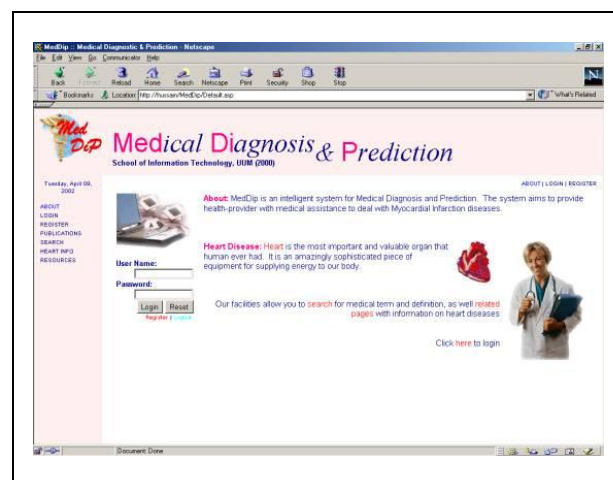 MedDip :: Medical Diagnostic & Prediction - Netscape
File Edit View Go Communicator Help
Back Forward Reload Home Search Netscape Print Security Shop Stop
Bookmarks Location: http://hussain/MedDip/Default.asp What's Related
Med
DiP
Medical Diagnosis & Prediction
School of Information Technology, UUM (2000)
Tuesday, April 09,
2002
ABOUT | LOGIN | REGISTER
ABOUT
LOGIN
REGISTER
PUBLICATIONS
SEARCH
HEART INFO
RESOURCES
About: MedDip is an intelligent system for Medical Diagnosis and Prediction. The system aims to provide
health-provider with medical assistance to deal with Myocardial Infarction diseases.
Heart Disease: Heart is the most important and valuable organ that
human ever had. It is an amazingly sophisticated piece of
equipment for supplying energy to our body.
User Name:
Password:
Login Reset
Register | Logout
Our facilities allow you to search for medical term and definition, as well related
pages with information on heart diseases
Click here to login
Document: Done